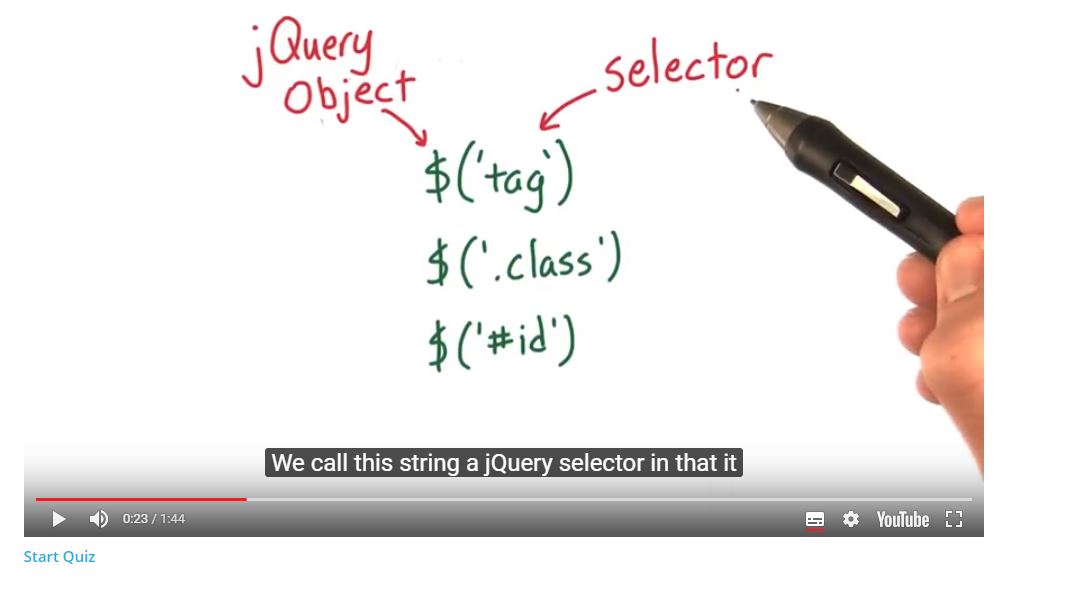 jQuery
Object
selector
$('tag')
$('.class')
$('#id')
We call this string a jQuery selector in that it
0:23 / 1:44
YouTube
Start Quiz